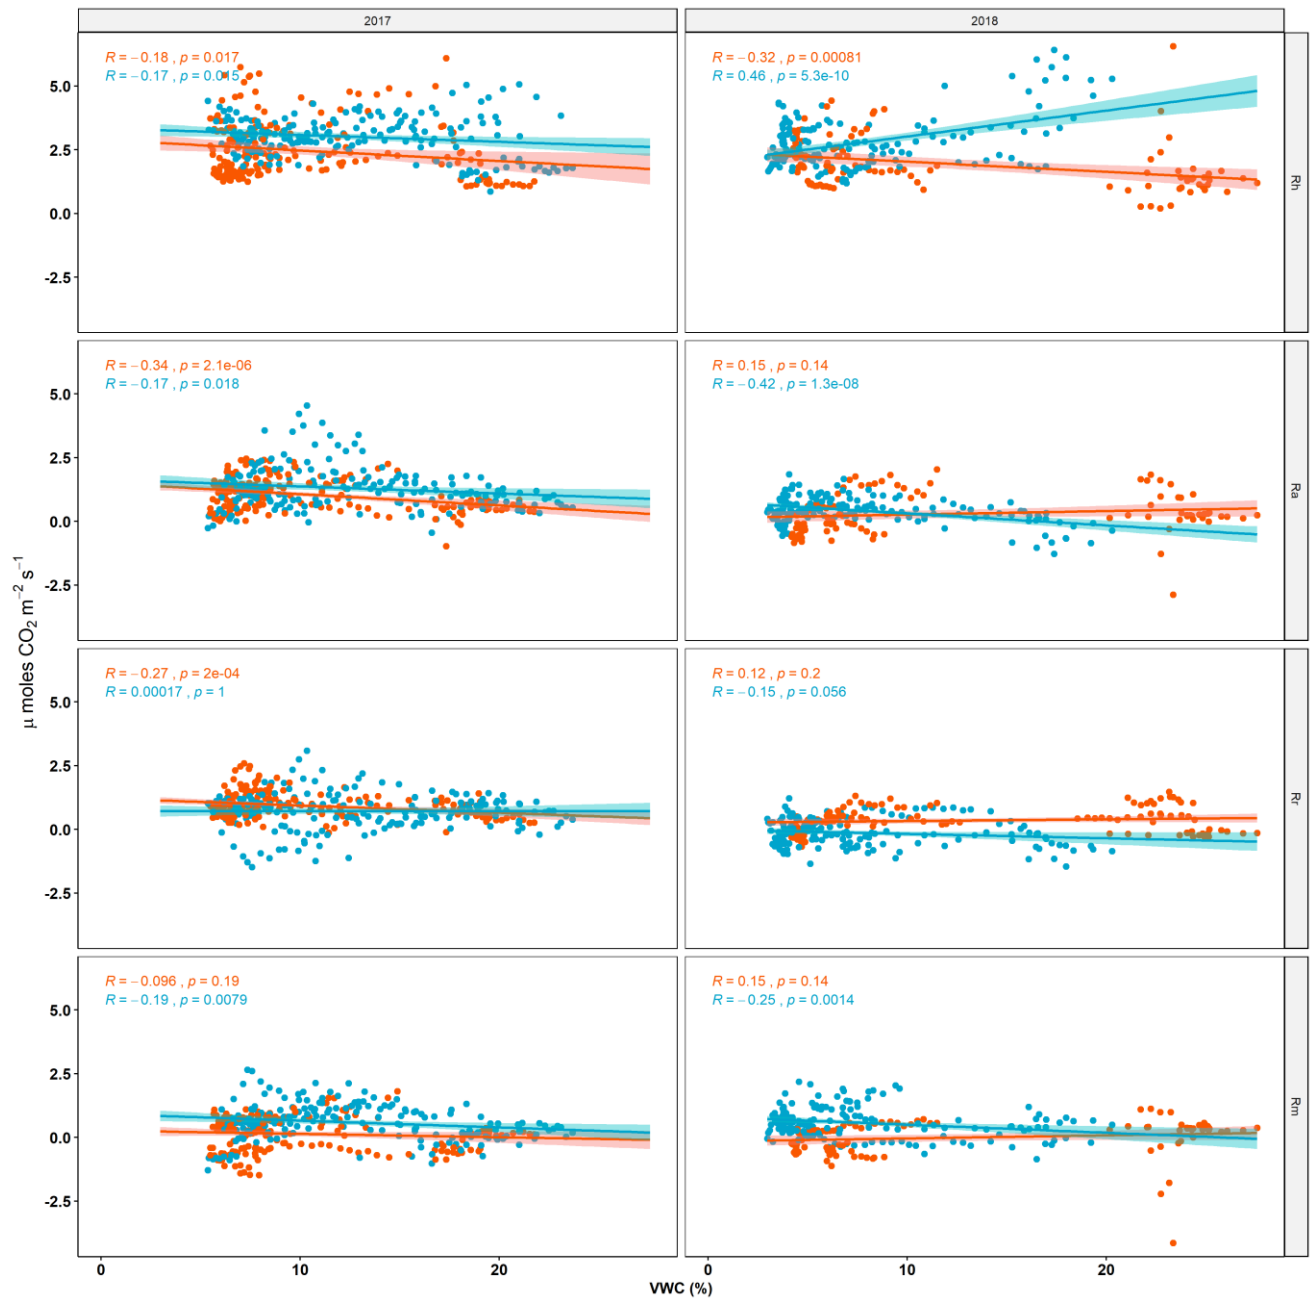 2017
2018
R = −0.18 , p = 0.017
R = −0.17 , p = 0.015
R = −0.32 , p = 0.00081
R = 0.46 , p = 5.3e-10
5.0
2.5
0.0
-2.5
Rh
R = −0.34 , p = 2.1e-06
R = −0.17 , p = 0.018
R = 0.15 , p = 0.14
R = −0.42 , p = 1.3e-08
5.0
2.5
0.0
-2.5
Ra
μ moles CO₂ m⁻² s⁻¹
R = −0.27 , p = 2e-04
R = 0.00017 , p = 1
R = 0.12 , p = 0.2
R = −0.15 , p = 0.056
5.0
2.5
0.0
-2.5
Rr
R = −0.096 , p = 0.19
R = −0.19 , p = 0.0079
R = 0.15 , p = 0.14
R = −0.25 , p = 0.0014
5.0
2.5
0.0
-2.5
Rm
0 10 20
0 10 20
VWC (%)